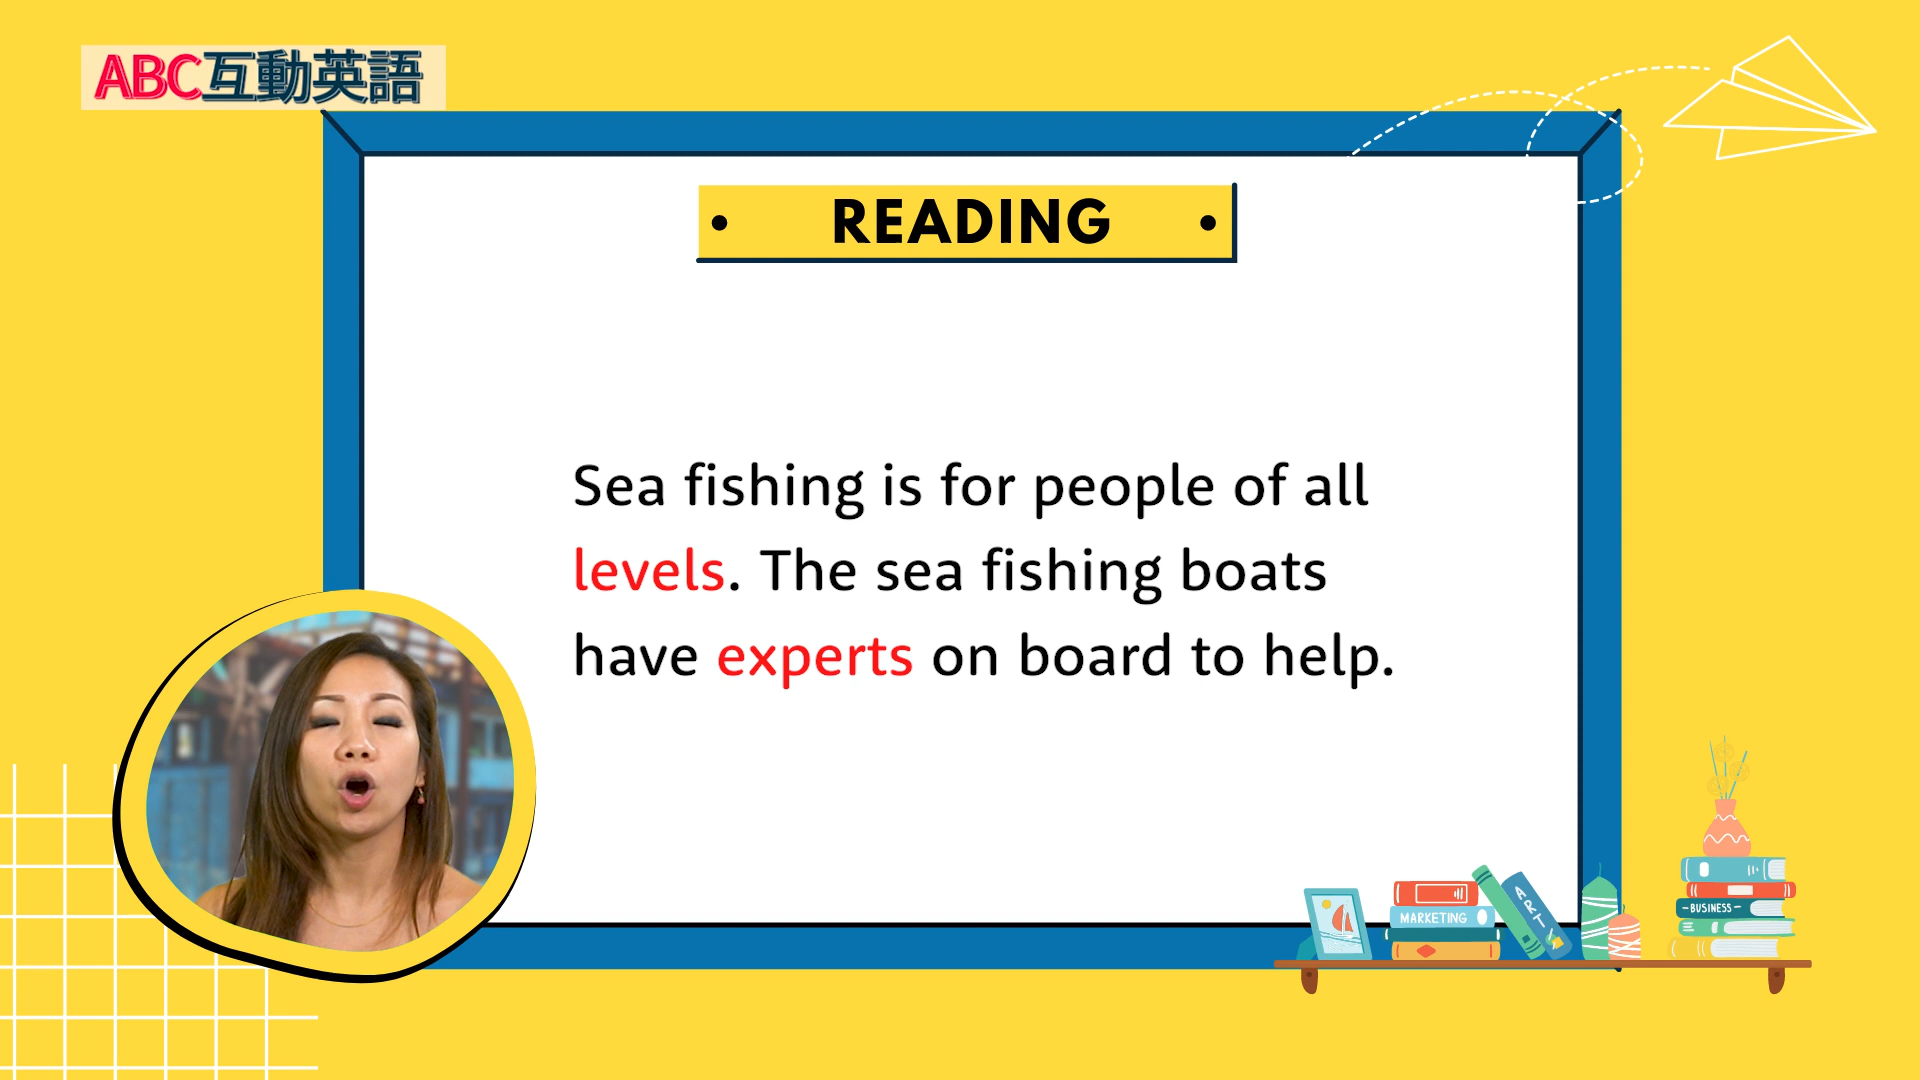 ABC互動英語
READING
Sea fishing is for people of all
levels. The sea fishing boats
have experts on board to help.
MARKETING
ART
BUSINESS